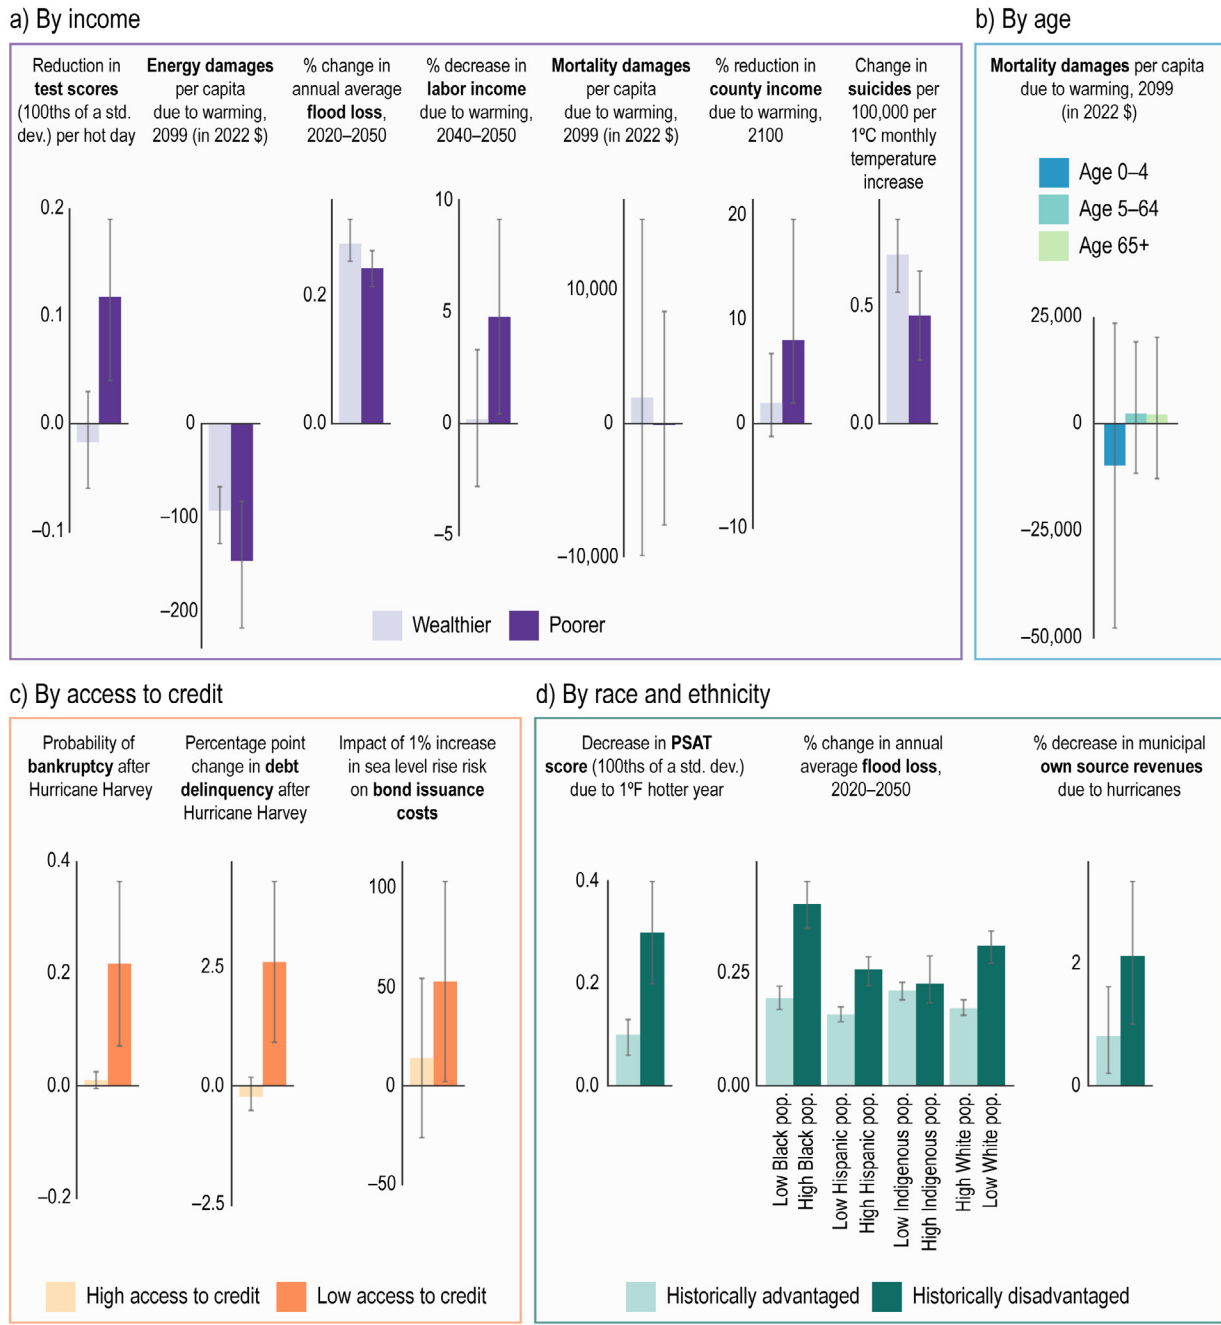 a) By income
Reduction in
test scores
(100ths of a std.
dev.) per hot day
0.2
0.1
0.0
–0.1
Energy damages
per capita
due to warming,
2099 (in 2022 $)
0
–100
–200
% change in
annual average
flood loss,
2020–2050
0.2
0.0
% decrease in
labor income
due to warming,
2040–2050
10
5
0
–5
Mortality damages
per capita
due to warming,
2099 (in 2022 $)
10,000
0
–10,000
% reduction in
county income
due to warming,
2100
20
10
0
–10
Change in
suicides per
100,000 per
1ºC monthly
temperature
increase
0.5
0.0
Wealthier
Poorer
b) By age
Mortality damages per capita
due to warming, 2099
(in 2022 $)
Age 0–4
Age 5–64
Age 65+
25,000
0
–25,000
–50,000
c) By access to credit
Probability of
bankruptcy after
Hurricane Harvey
0.4
0.2
0.0
–0.2
Percentage point
change in debt
delinquency after
Hurricane Harvey
2.5
0.0
–2.5
Impact of 1% increase
in sea level rise risk
on bond issuance
costs
100
50
0
–50
High access to credit
Low access to credit
d) By race and ethnicity
Decrease in PSAT
score (100ths of a std. dev.)
due to 1ºF hotter year
0.4
0.2
0.0
% change in annual
average flood loss,
2020–2050
0.25
0.00
Low Black pop.
High Black pop.
Low Hispanic pop.
High Hispanic pop.
Low Indigenous pop.
High Indigenous pop.
High White pop.
Low White pop.
% decrease in municipal
own source revenues
due to hurricanes
2
0
Historically advantaged
Historically disadvantaged